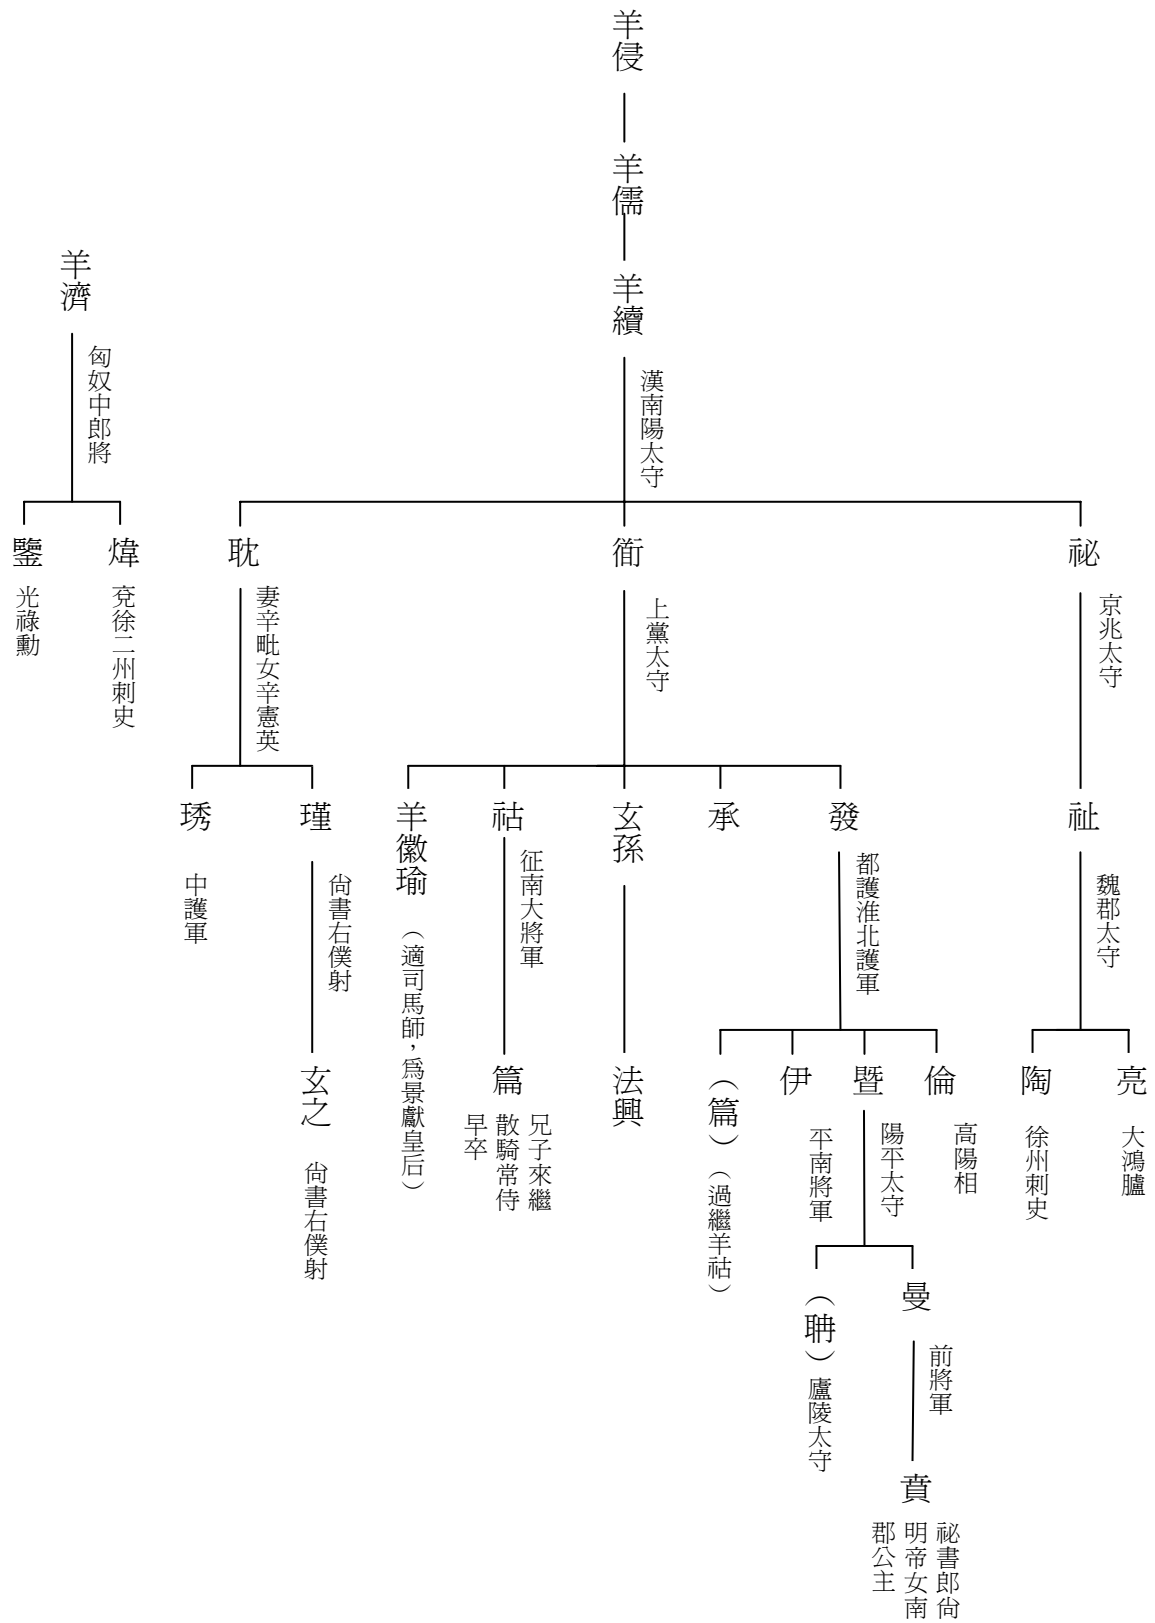 羊侵
羊儒
羊續
漢南陽太守
祕
京兆太守
祉
魏郡太守
亮
大鴻臚
陶
徐州刺史
衜
上黨太守
發
都護淮北護軍
倫
高陽相
暨
陽平太守
曼
前將軍
賁
祕書郎尙
明帝女南
郡公主
（聃）
廬陵太守
伊
平南將軍
（篇）
（過繼羊祜）
承
玄孫
法興
祜
征南大將軍
篇
兄子來繼
散騎常侍
早卒
羊徽瑜
（適司馬師，爲景獻皇后）
耽
妻辛毗女辛憲英
瑾
尙書右僕射
玄之
尙書右僕射
琇
中護軍
羊濟
匈奴中郎將
煒
兗徐二州刺史
鑒
光祿勳